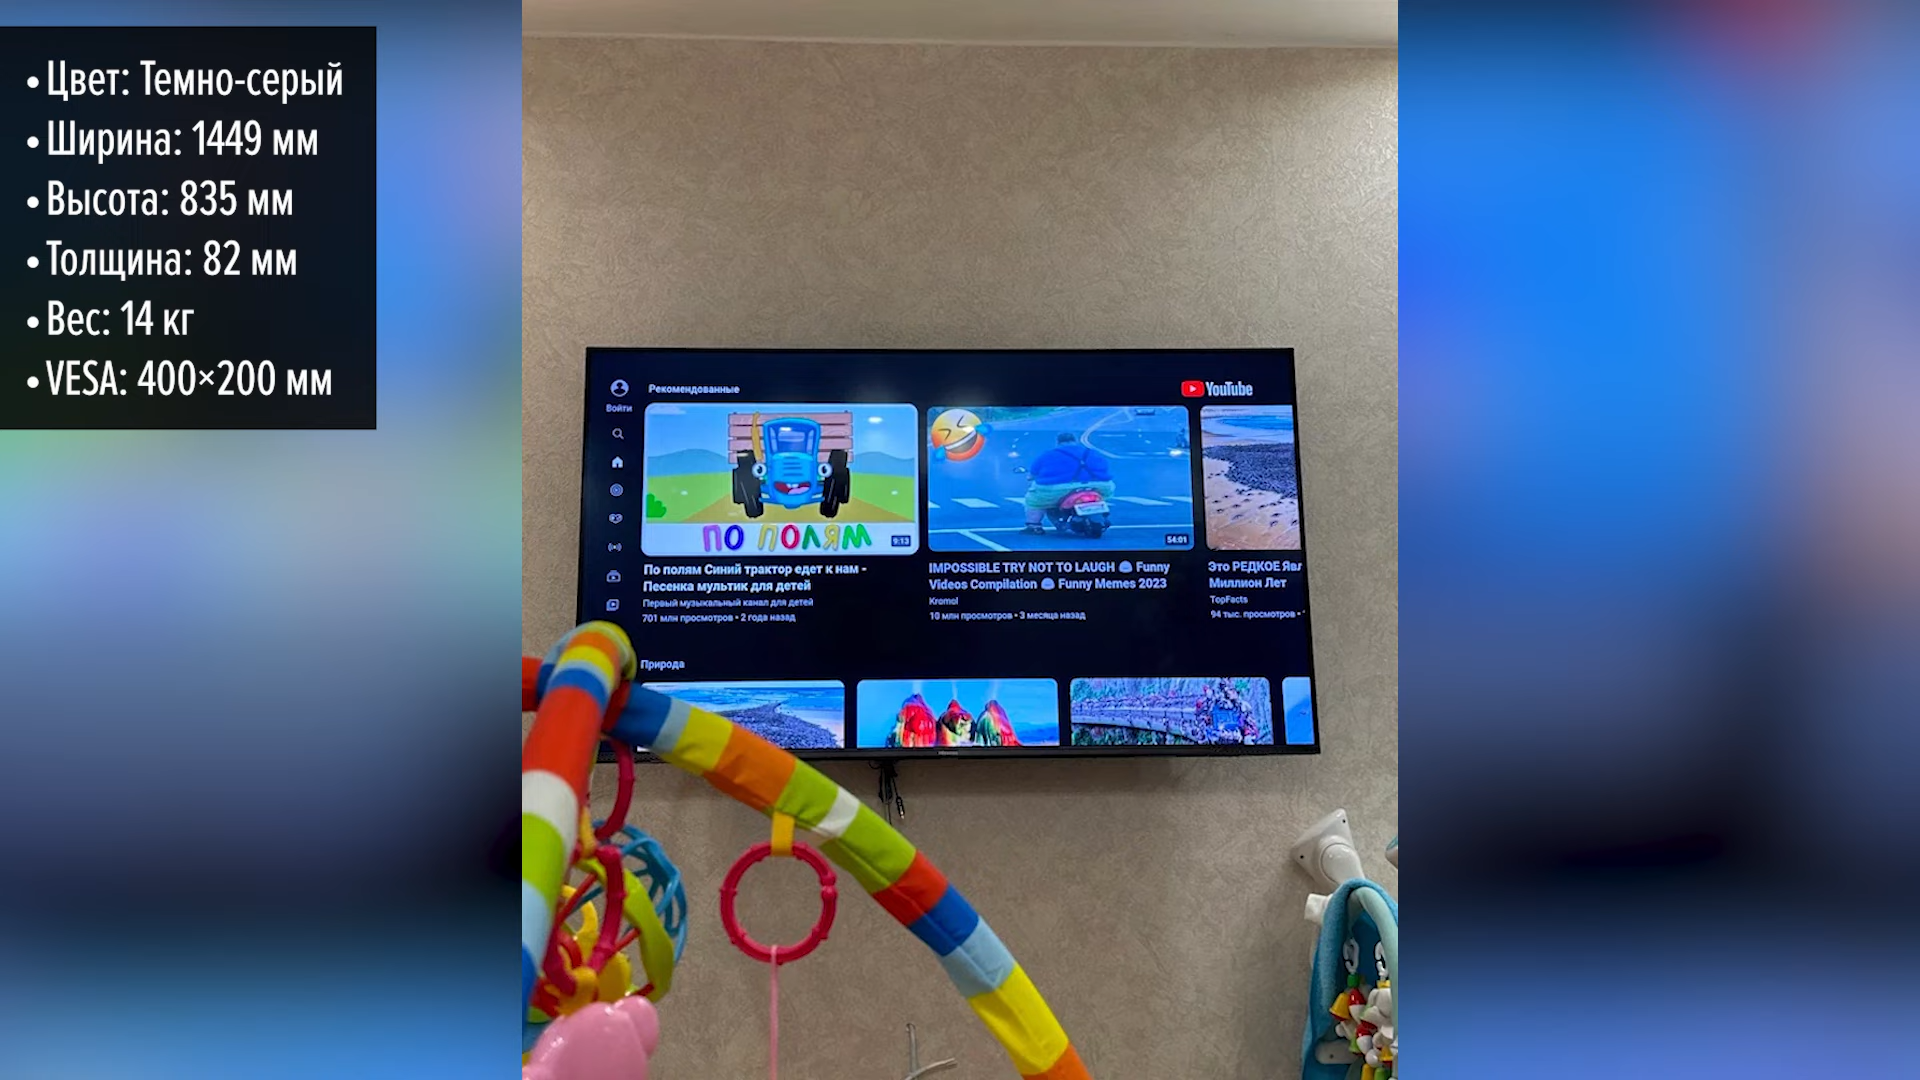 • Цвет: Темно-серый
• Ширина: 1449 мм
• Высота: 835 мм
• Толщина: 82 мм
• Вес: 14 кг
• VESA: 400×200 мм
Рекомендованные
YouTube
Войти
ПО ПОЛЯМ
9:13
54:01
По полям Синий трактор едет к нам -
Песенка мультик для детей
Первый музыкальный канал для детей
701 млн просмотров • 2 года назад
IMPOSSIBLE TRY NOT TO LAUGH Funny
Videos Compilation Funny Memes 2023
Kromol
10 млн просмотров • 3 месяца назад
Это РЕДКОЕ Явл
Миллион Лет
TopFacts
94 тыс. просмотров •
Природа
Hisense